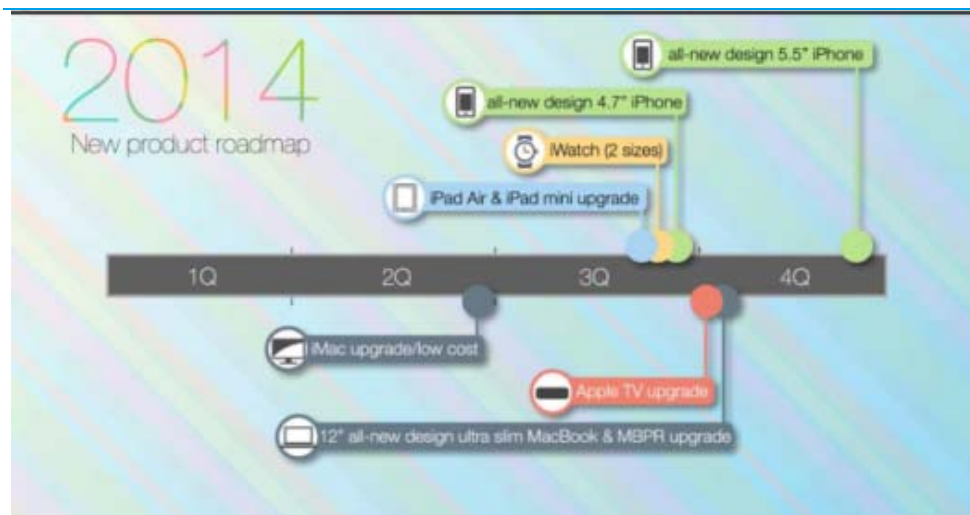 2014
New product roadmap
all-new design 5.5" iPhone
all-new design 4.7" iPhone
iWatch (2 sizes)
iPad Air & iPad mini upgrade
1Q 2Q 3Q 4Q
iMac upgrade/low cost
Apple TV upgrade
12" all-new design ultra slim MacBook & MBPR upgrade